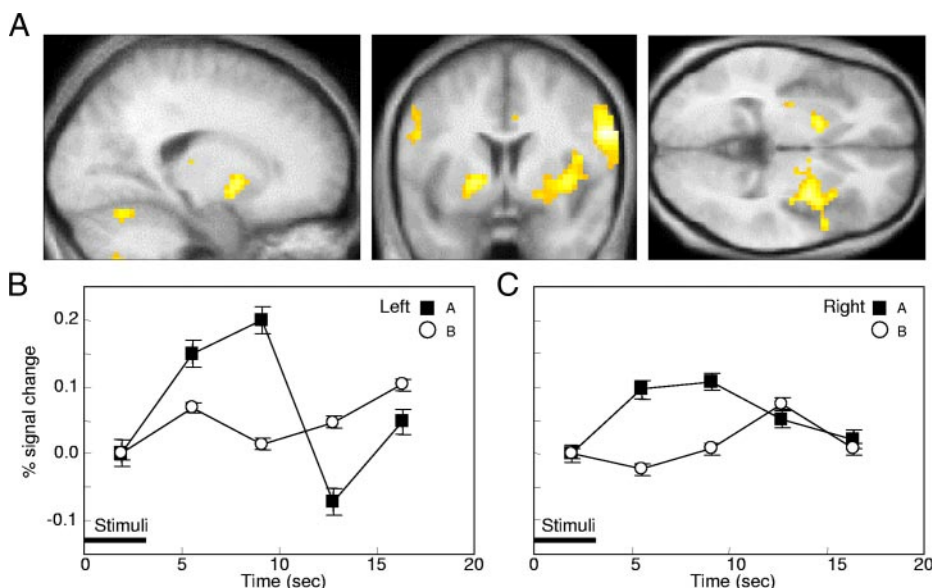 A
B
Left ■ A
○ B
% signal change
0.2
0.1
0.0
-0.1
Stimuli
0 5 10 15 20
Time (sec)
C
Right ■ A
○ B
Stimuli
0 5 10 15 20
Time (sec)